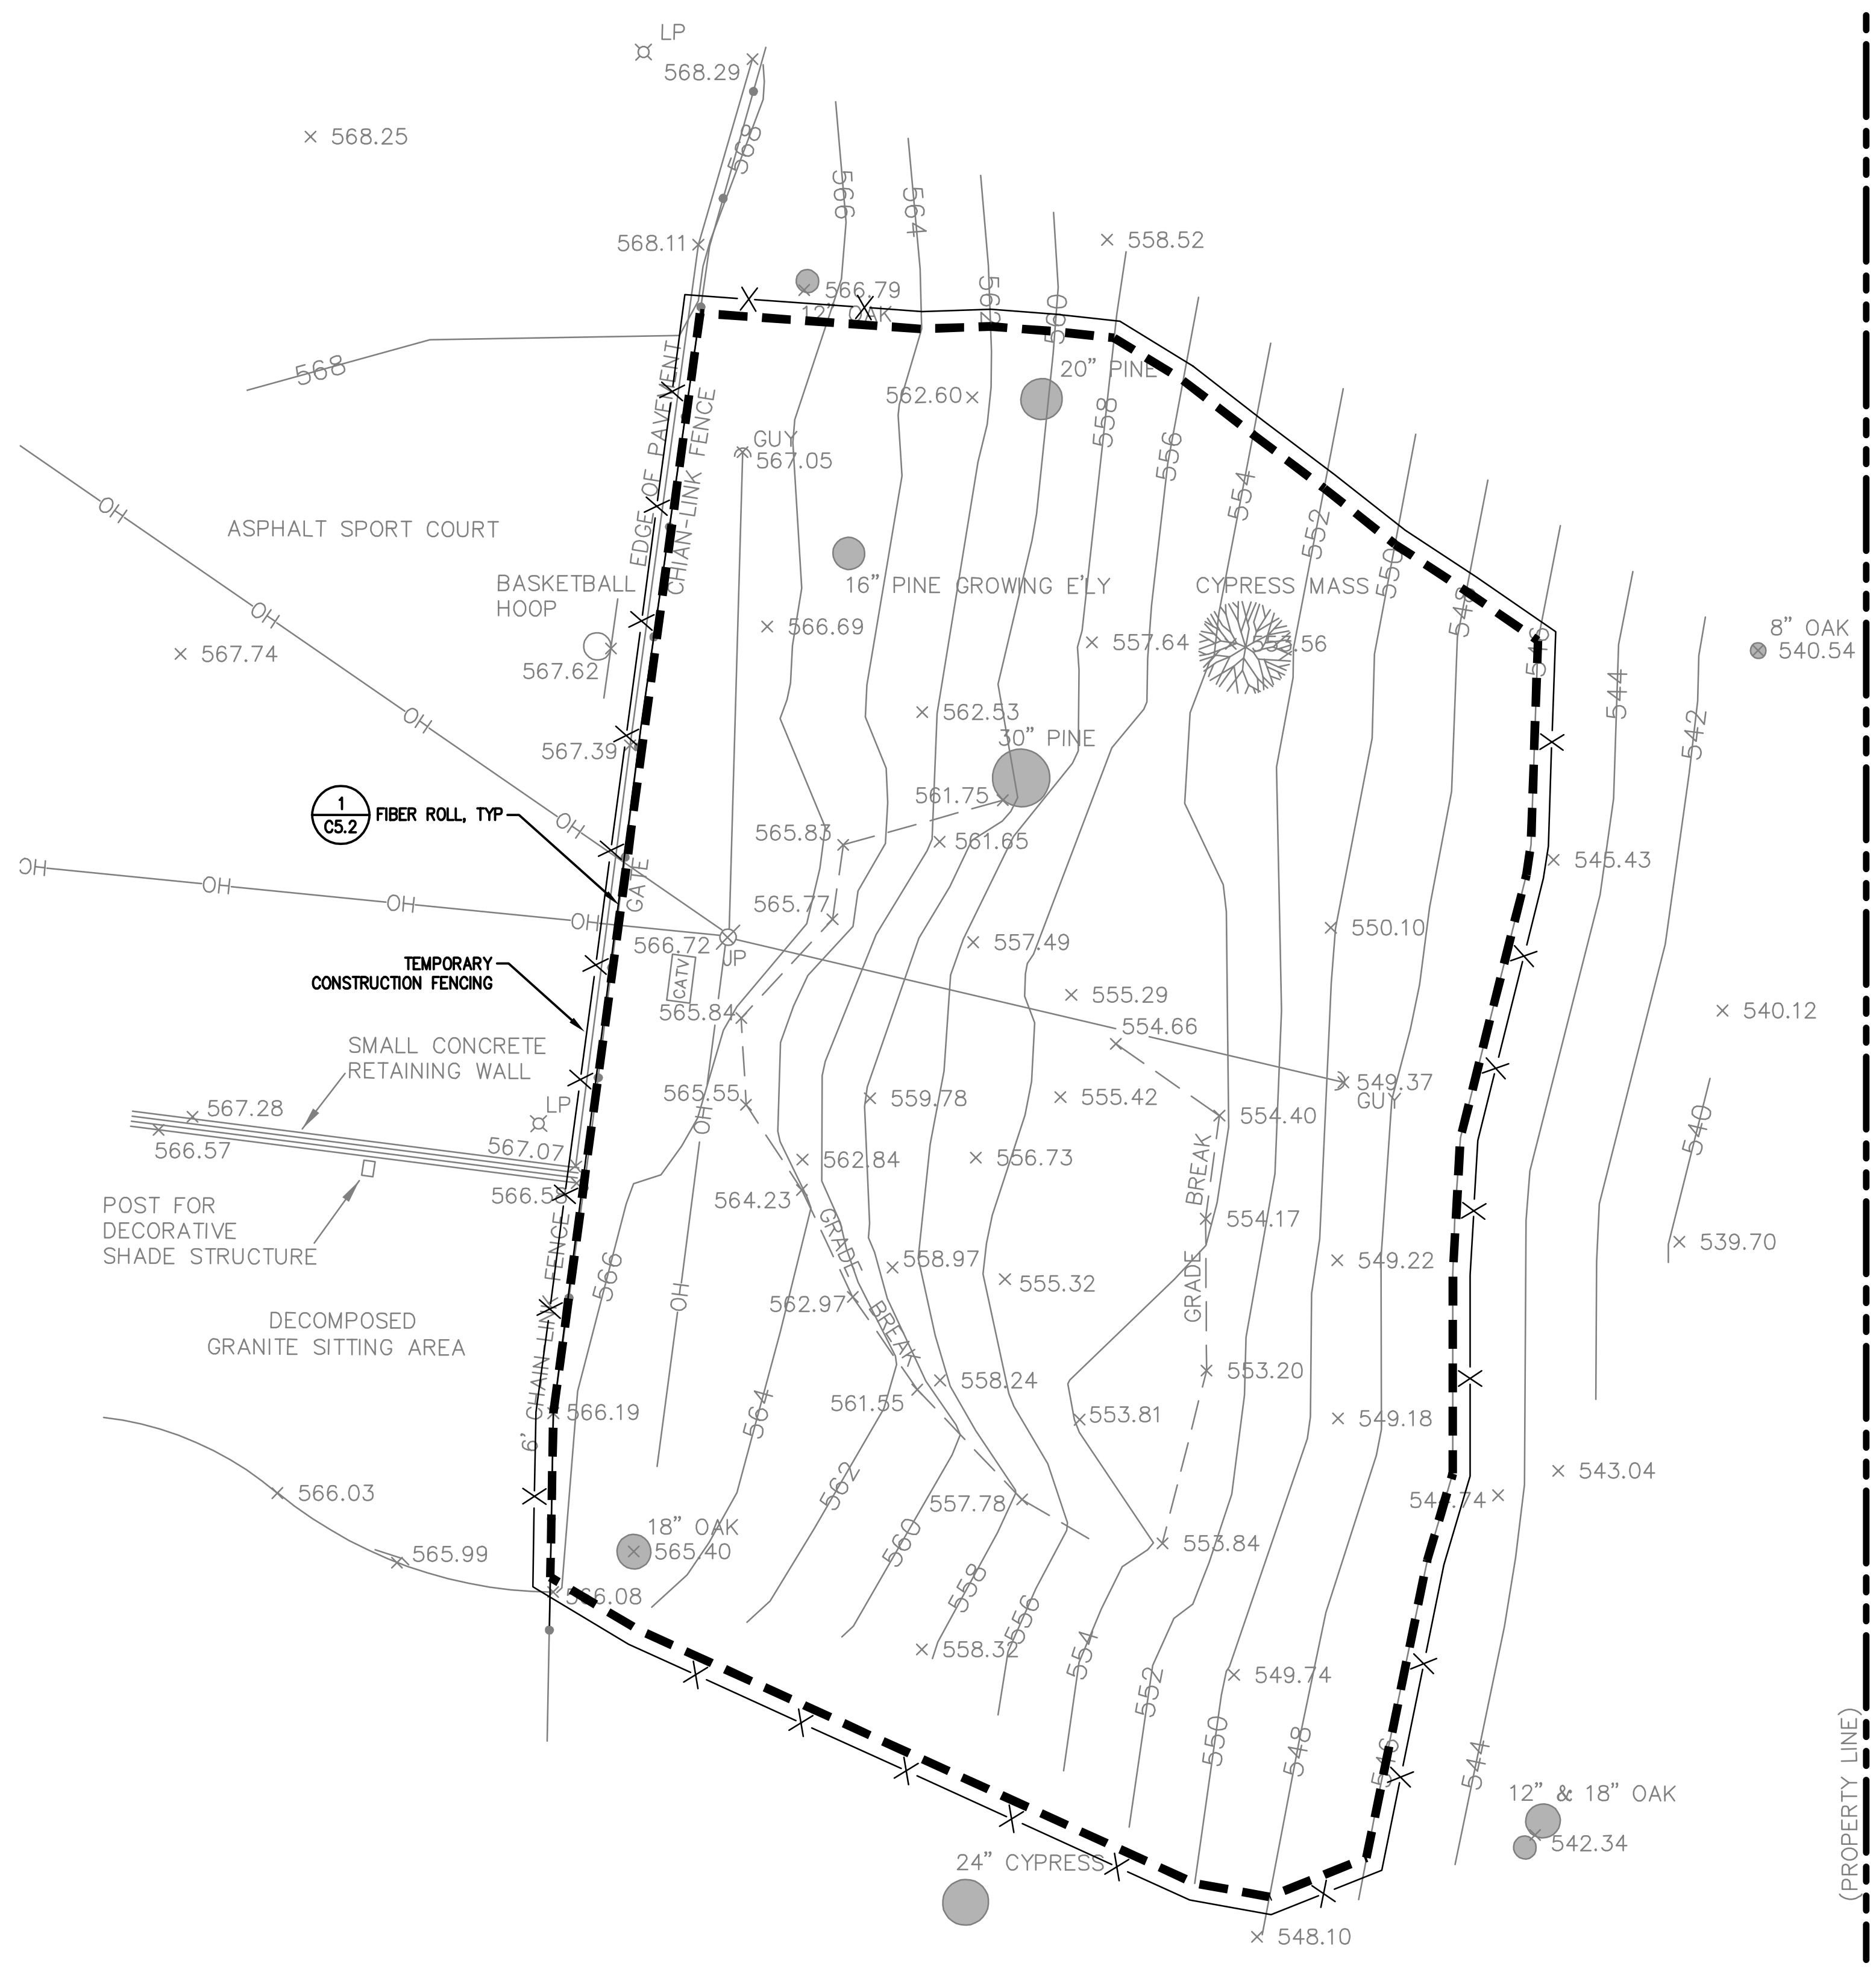 LP
568.29
568
568.25
566
564
562
560
558.52
568.11
566.79
12" OAK
568
20" PINE
562.60
558
556
554
552
550
548
546
544
542
EDGE OF PAVEMENT
CHIAN-LINK FENCE
GUY
567.05
OH
ASPHALT SPORT COURT
BASKETBALL
HOOP
16" PINE GROWING E'LY
CYPRESS MASS
OH
567.74
567.62
566.69
557.64
8" OAK
540.54
OH
562.53
30" PINE
567.39
561.75
1
C5.2
FIBER ROLL, TYP
OH
565.83
561.65
545.43
OH
OH
OH
OH
GATE
565.77
566.72
JP
557.49
550.10
TEMPORARY
CONSTRUCTION FENCING
CATV
565.84
555.29
554.66
540.12
SMALL CONCRETE
RETAINING WALL
565.55
559.78
555.42
554.40
549.37
GUY
567.28
LP
OH
540
566.57
567.07
566.58
562.84
556.73
564.23
GRADE BREAK
554.17
539.70
POST FOR
DECORATIVE
SHADE STRUCTURE
6' CHAIN LINK FENCE
566
OH
GRADE BREAK
558.97
555.32
549.22
562.97
DECOMPOSED
GRANITE SITTING AREA
553.20
558.24
561.55
566.19
564
553.81
549.18
566.03
562
557.78
543.04
18" OAK
565.40
560
553.84
565.99
566.08
558
556
558.32
554
552
549.74
550
548
546
544
(PROPERTY LINE)
12" & 18" OAK
542.34
24" CYPRESS
548.10